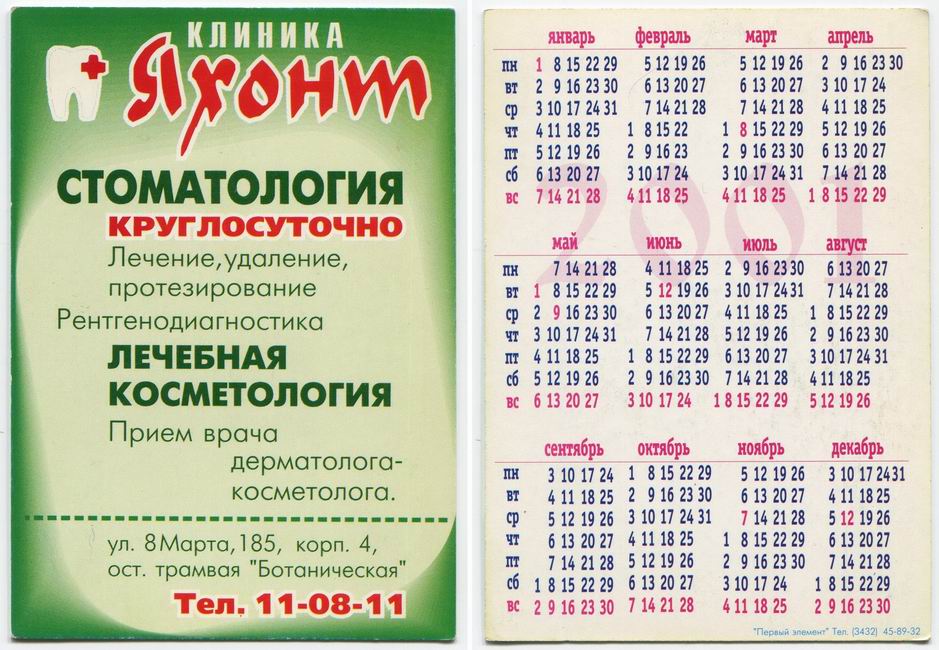 КЛИНИКА
Яхонт
СТОМАТОЛОГИЯ
КРУГЛОСУТОЧНО
Лечение,удаление,
протезирование
Рентгенодиагностика
ЛЕЧЕБНАЯ
КОСМЕТОЛОГИЯ
Прием врача
дерматолога-
косметолога.
ул. 8 Марта,185, корп. 4,
ост. трамвая "Ботаническая"
Тел. 11-08-11
2001
январь февраль март апрель
пн 1 8 15 22 29 5 12 19 26 5 12 19 26 2 9 16 23 30
вт 2 9 16 23 30 6 13 20 27 6 13 20 27 3 10 17 24
ср 3 10 17 24 31 7 14 21 28 7 14 21 28 4 11 18 25
чт 4 11 18 25 1 8 15 22 1 8 15 22 29 5 12 19 26
пт 5 12 19 26 2 9 16 23 2 9 16 23 30 6 13 20 27
сб 6 13 20 27 3 10 17 24 3 10 17 24 31 7 14 21 28
вс 7 14 21 28 4 11 18 25 4 11 18 25 1 8 15 22 29
май июнь июль август
пн 7 14 21 28 4 11 18 25 2 9 16 23 30 6 13 20 27
вт 1 8 15 22 29 5 12 19 26 3 10 17 24 31 7 14 21 28
ср 2 9 16 23 30 6 13 20 27 4 11 18 25 1 8 15 22 29
чт 3 10 17 24 31 7 14 21 28 5 12 19 26 2 9 16 23 30
пт 4 11 18 25 1 8 15 22 29 6 13 20 27 3 10 17 24 31
сб 5 12 19 26 2 9 16 23 30 7 14 21 28 4 11 18 25
вс 6 13 20 27 3 10 17 24 1 8 15 22 29 5 12 19 26
сентябрь октябрь ноябрь декабрь
пн 3 10 17 24 1 8 15 22 29 5 12 19 26 3 10 17 24 31
вт 4 11 18 25 2 9 16 23 30 6 13 20 27 4 11 18 25
ср 5 12 19 26 3 10 17 24 31 7 14 21 28 5 12 19 26
чт 6 13 20 27 4 11 18 25 1 8 15 22 29 6 13 20 27
пт 7 14 21 28 5 12 19 26 2 9 16 23 30 7 14 21 28
сб 1 8 15 22 29 6 13 20 27 3 10 17 24 1 8 15 22 29
вс 2 9 16 23 30 7 14 21 28 4 11 18 25 2 9 16 23 30
"Первый элемент" Тел. (3432) 45-89-32